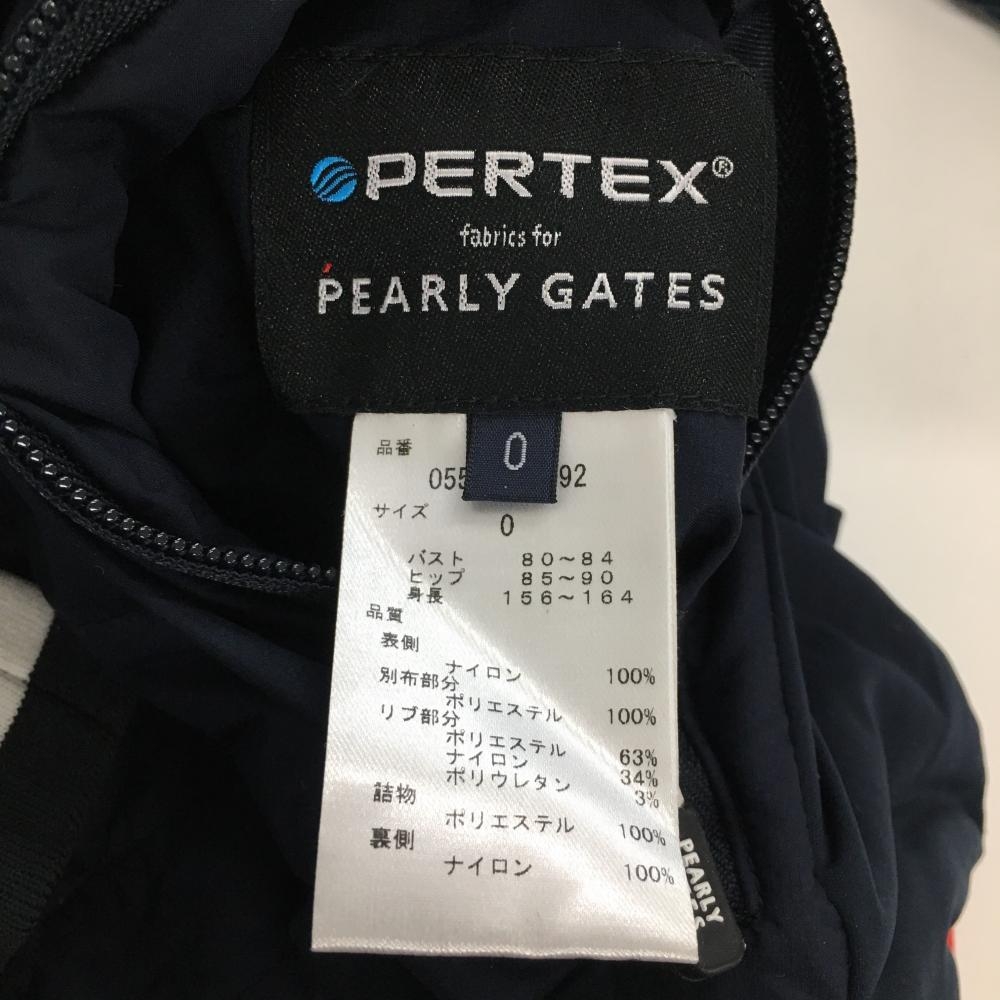 PERTEX®
fabrics for
PEARLY GATES
0
品番
055 92
サイズ
0
バスト 80～84
ヒップ 85～90
身長 156～164
品質
表側
ナイロン 100%
別布部分
ポリエステル 100%
リブ部分
ポリエステル 63%
ナイロン 34%
ポリウレタン 3%
詰物
ポリエステル 100%
裏側
ナイロン 100%
PEARLY